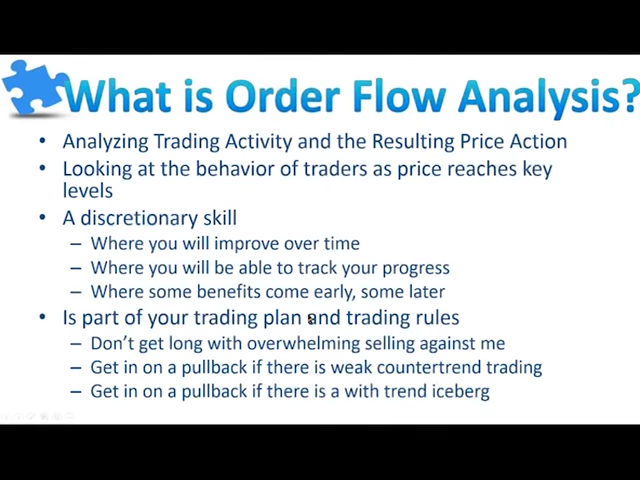 What is Order Flow Analysis?
• Analyzing Trading Activity and the Resulting Price Action
• Looking at the behavior of traders as price reaches key
levels
• A discretionary skill
– Where you will improve over time
– Where you will be able to track your progress
– Where some benefits come early, some later
• Is part of your trading plan and trading rules
– Don't get long with overwhelming selling against me
– Get in on a pullback if there is weak countertrend trading
– Get in on a pullback if there is a with trend iceberg